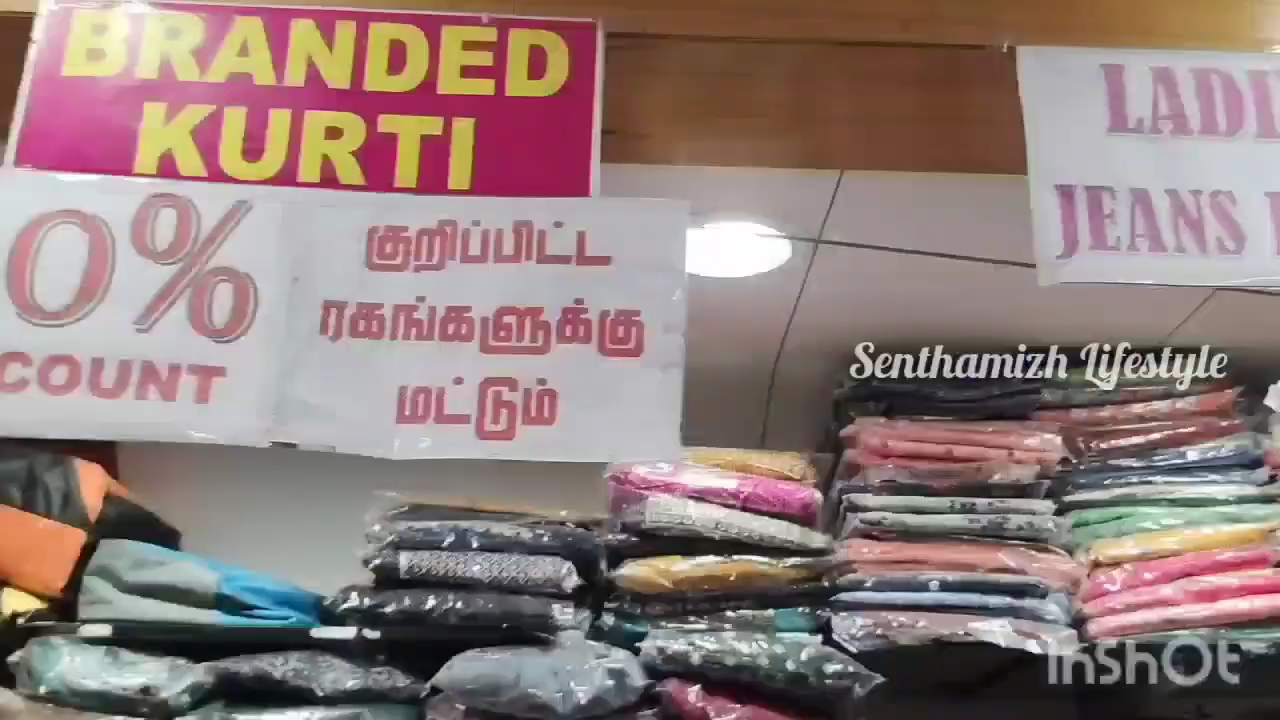 BRANDED
KURTI
0%
COUNT
குறிப்பிட்ட
ரகங்களுக்கு
மட்டும்
LADI
JEANS
Senthamizh Lifestyle
InShOt